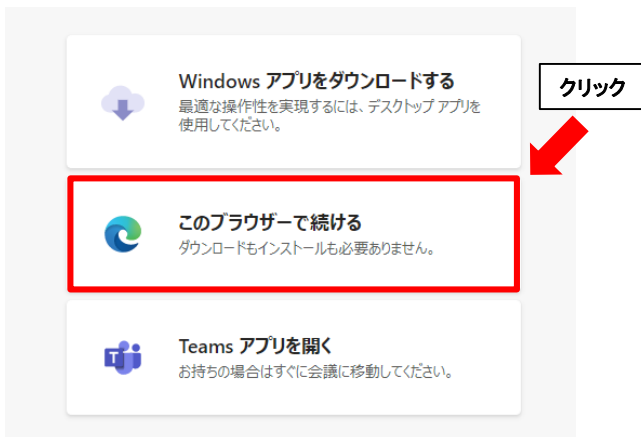 Windows アプリをダウンロードする
最適な操作性を実現するには、デスクトップ アプリを
使用してください。
クリック
このブラウザーで続ける
ダウンロードもインストールも必要ありません。
Teams アプリを開く
お持ちの場合はすぐに会議に移動してください。